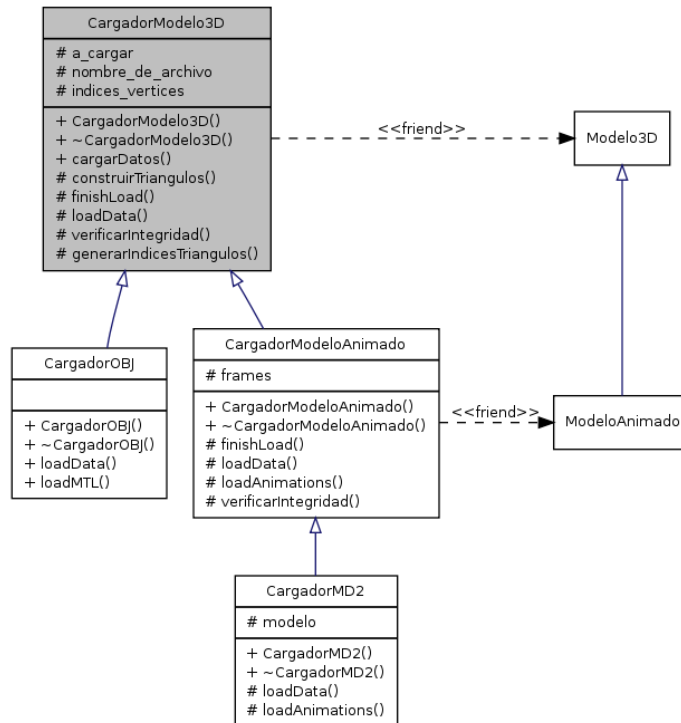 CargadorModelo3D
# a_cargar
# nombre_de_archivo
# indices_vertices
+ CargadorModelo3D()
+ ~CargadorModelo3D()
+ cargarDatos()
# construirTriangulos()
# finishLoad()
# loadData()
# verificarIntegridad()
# generarIndicesTriangulos()
<<friend>>
Modelo3D
CargadorOBJ
+ CargadorOBJ()
+ ~CargadorOBJ()
+ loadData()
+ loadMTL()
CargadorModeloAnimado
# frames
+ CargadorModeloAnimado()
+ ~CargadorModeloAnimado()
# finishLoad()
# loadData()
# loadAnimations()
# verificarIntegridad()
<<friend>>
ModeloAnimado
CargadorMD2
# modelo
+ CargadorMD2()
+ ~CargadorMD2()
# loadData()
# loadAnimations()